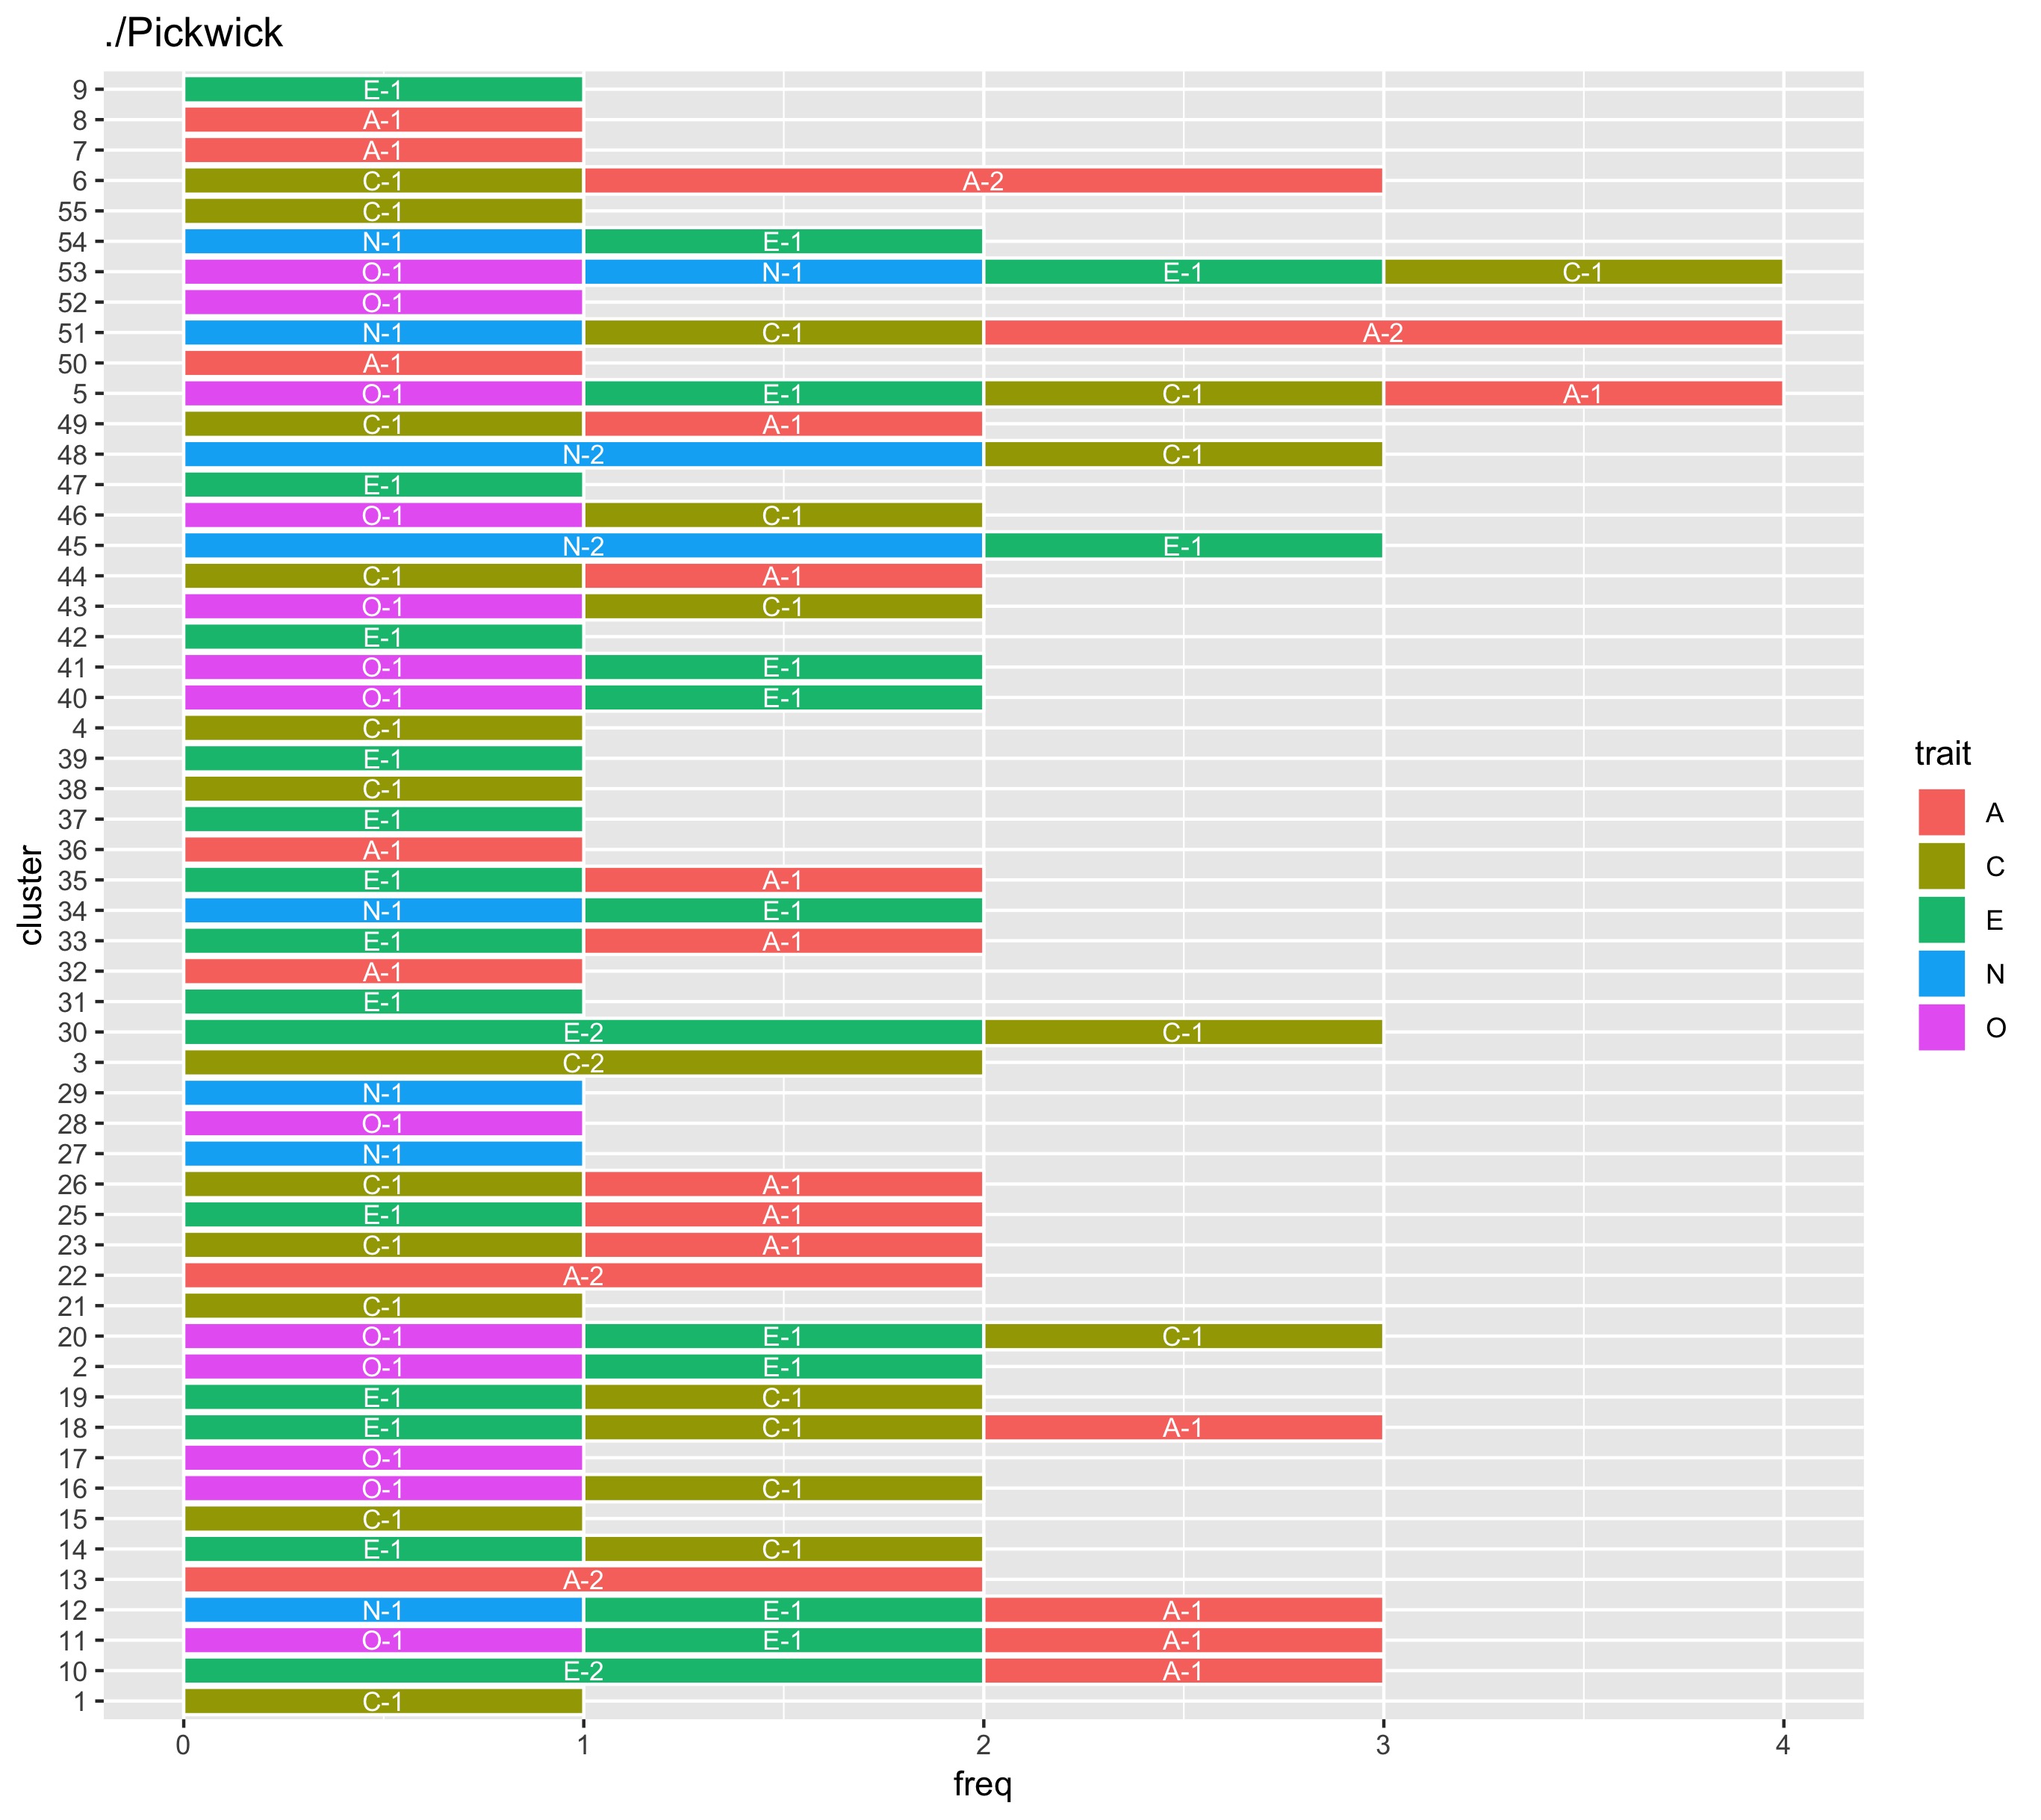 ./Pickwick
9 E-1
8 A-1
7 A-1
6 C-1 A-2
55 C-1
54 N-1 E-1
53 O-1 N-1 E-1 C-1
52 O-1
51 N-1 C-1 A-2
50 A-1
5 O-1 E-1 C-1 A-1
49 C-1 A-1
48 N-2 C-1
47 E-1
46 O-1 C-1
45 N-2 E-1
44 C-1 A-1
43 O-1 C-1
42 E-1
41 O-1 E-1
40 O-1 E-1
4 C-1
39 E-1
38 C-1
37 E-1
36 A-1
35 E-1 A-1
34 N-1 E-1
33 E-1 A-1
32 A-1
31 E-1
30 E-2 C-1
3 C-2
29 N-1
28 O-1
27 N-1
26 C-1 A-1
25 E-1 A-1
23 C-1 A-1
22 A-2
21 C-1
20 O-1 E-1 C-1
2 O-1 E-1
19 E-1 C-1
18 E-1 C-1 A-1
17 O-1
16 O-1 C-1
15 C-1
14 E-1 C-1
13 A-2
12 N-1 E-1 A-1
11 O-1 E-1 A-1
10 E-2 A-1
1 C-1
0 1 2 3 4
freq
cluster
trait
A
C
E
N
O